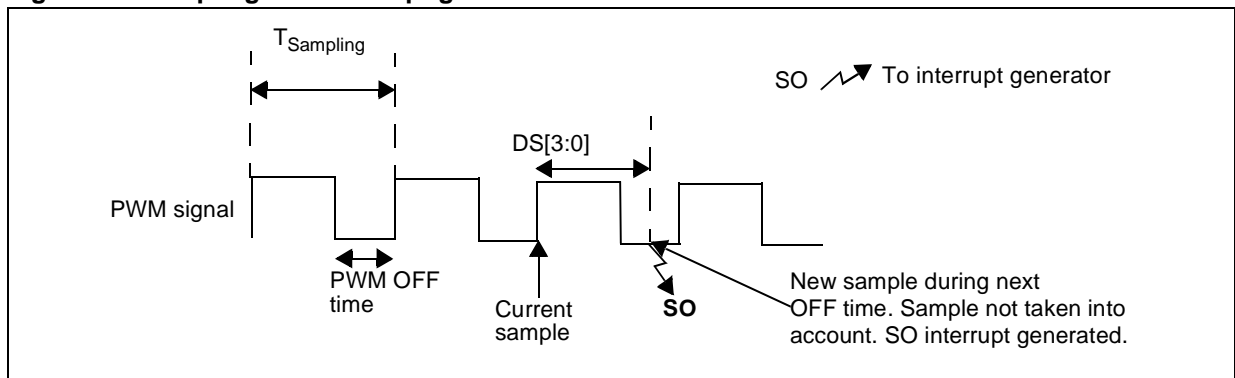 T Sampling
SO To interrupt generator
DS[3:0]
PWM signal
PWM OFF
time
Current
sample
SO
New sample during next
OFF time. Sample not taken into
account. SO interrupt generated.